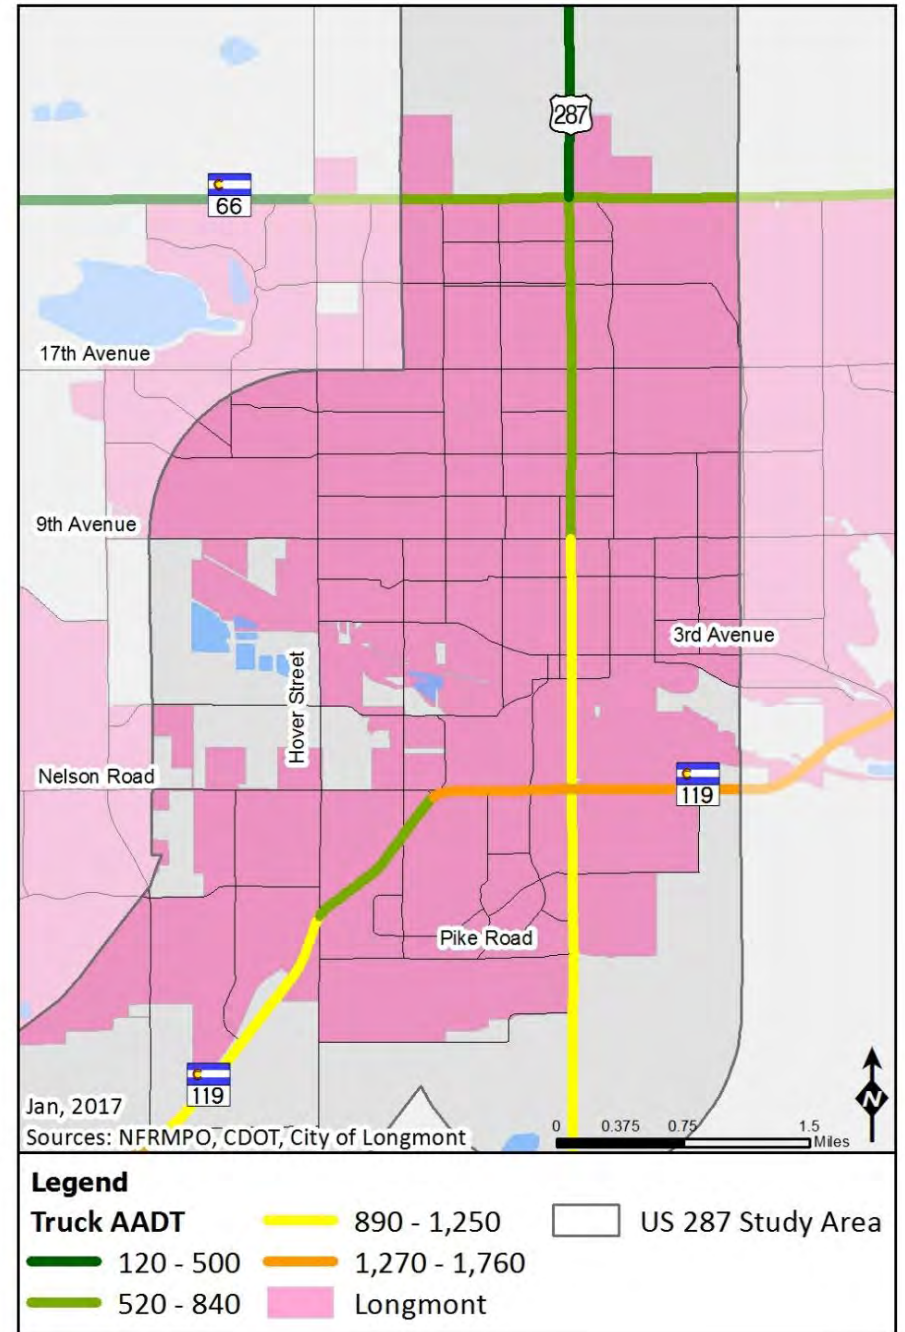 287
66
17th Avenue
9th Avenue
3rd Avenue
Hover Street
Nelson Road
119
Pike Road
119
N
Jan, 2017
Sources: NFRMPO, CDOT, City of Longmont
0 0.375 0.75 1.5
Miles
Legend
Truck AADT
120 - 500
520 - 840
890 - 1,250
1,270 - 1,760
Longmont
US 287 Study Area